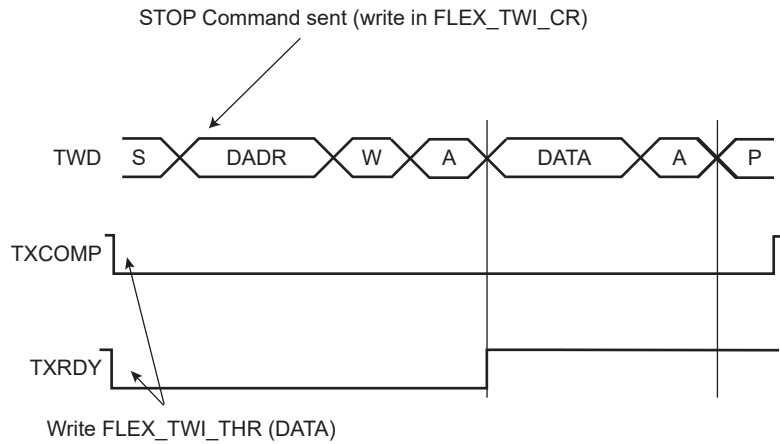 STOP Command sent (write in FLEX_TWI_CR)
TWD S DADR W A DATA A P
TXCOMP
TXRDY
Write FLEX_TWI_THR (DATA)